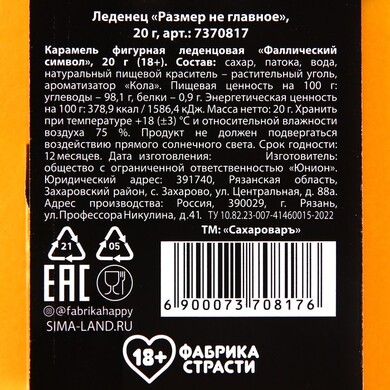 Леденец «Размер не главное»,
20 г, арт.: 7370817
Карамель фигурная леденцовая «Фаллический
символ», 20 г (18+). Состав: сахар, патока, вода,
натуральный пищевой краситель – растительный уголь,
ароматизатор «Кола». Пищевая ценность на 100 г:
углеводы – 98,1 г, белки – 0,9 г. Энергетическая ценность
на 100 г: 378,9 ккал / 1586,4 кДж. Масса нетто: 20 г. Хранить
при температуре +18 (±3) °С и относительной влажности
воздуха 75 %. Продукт не должен подвергаться
воздействию прямого солнечного света. Срок годности:
12 месяцев. Дата изготовления: Изготовитель:
общество с ограниченной ответственностью «Юнион».
Юридический адрес: 391740, Рязанская область,
Захаровский район, с. Захарово, ул. Центральная, д. 88а.
Адрес производства: Россия, 390029, г. Рязань,
ул. Профессора Никулина, д.41. ТУ 10.82.23-007-41460015-2022
21
PAP
05
PP
EAC
@fabrikahappy
SIMA-LAND.RU
ТМ: «Сахароваръ»
6 900073 708176
18+
ФАБРИКА
СТРАСТИ